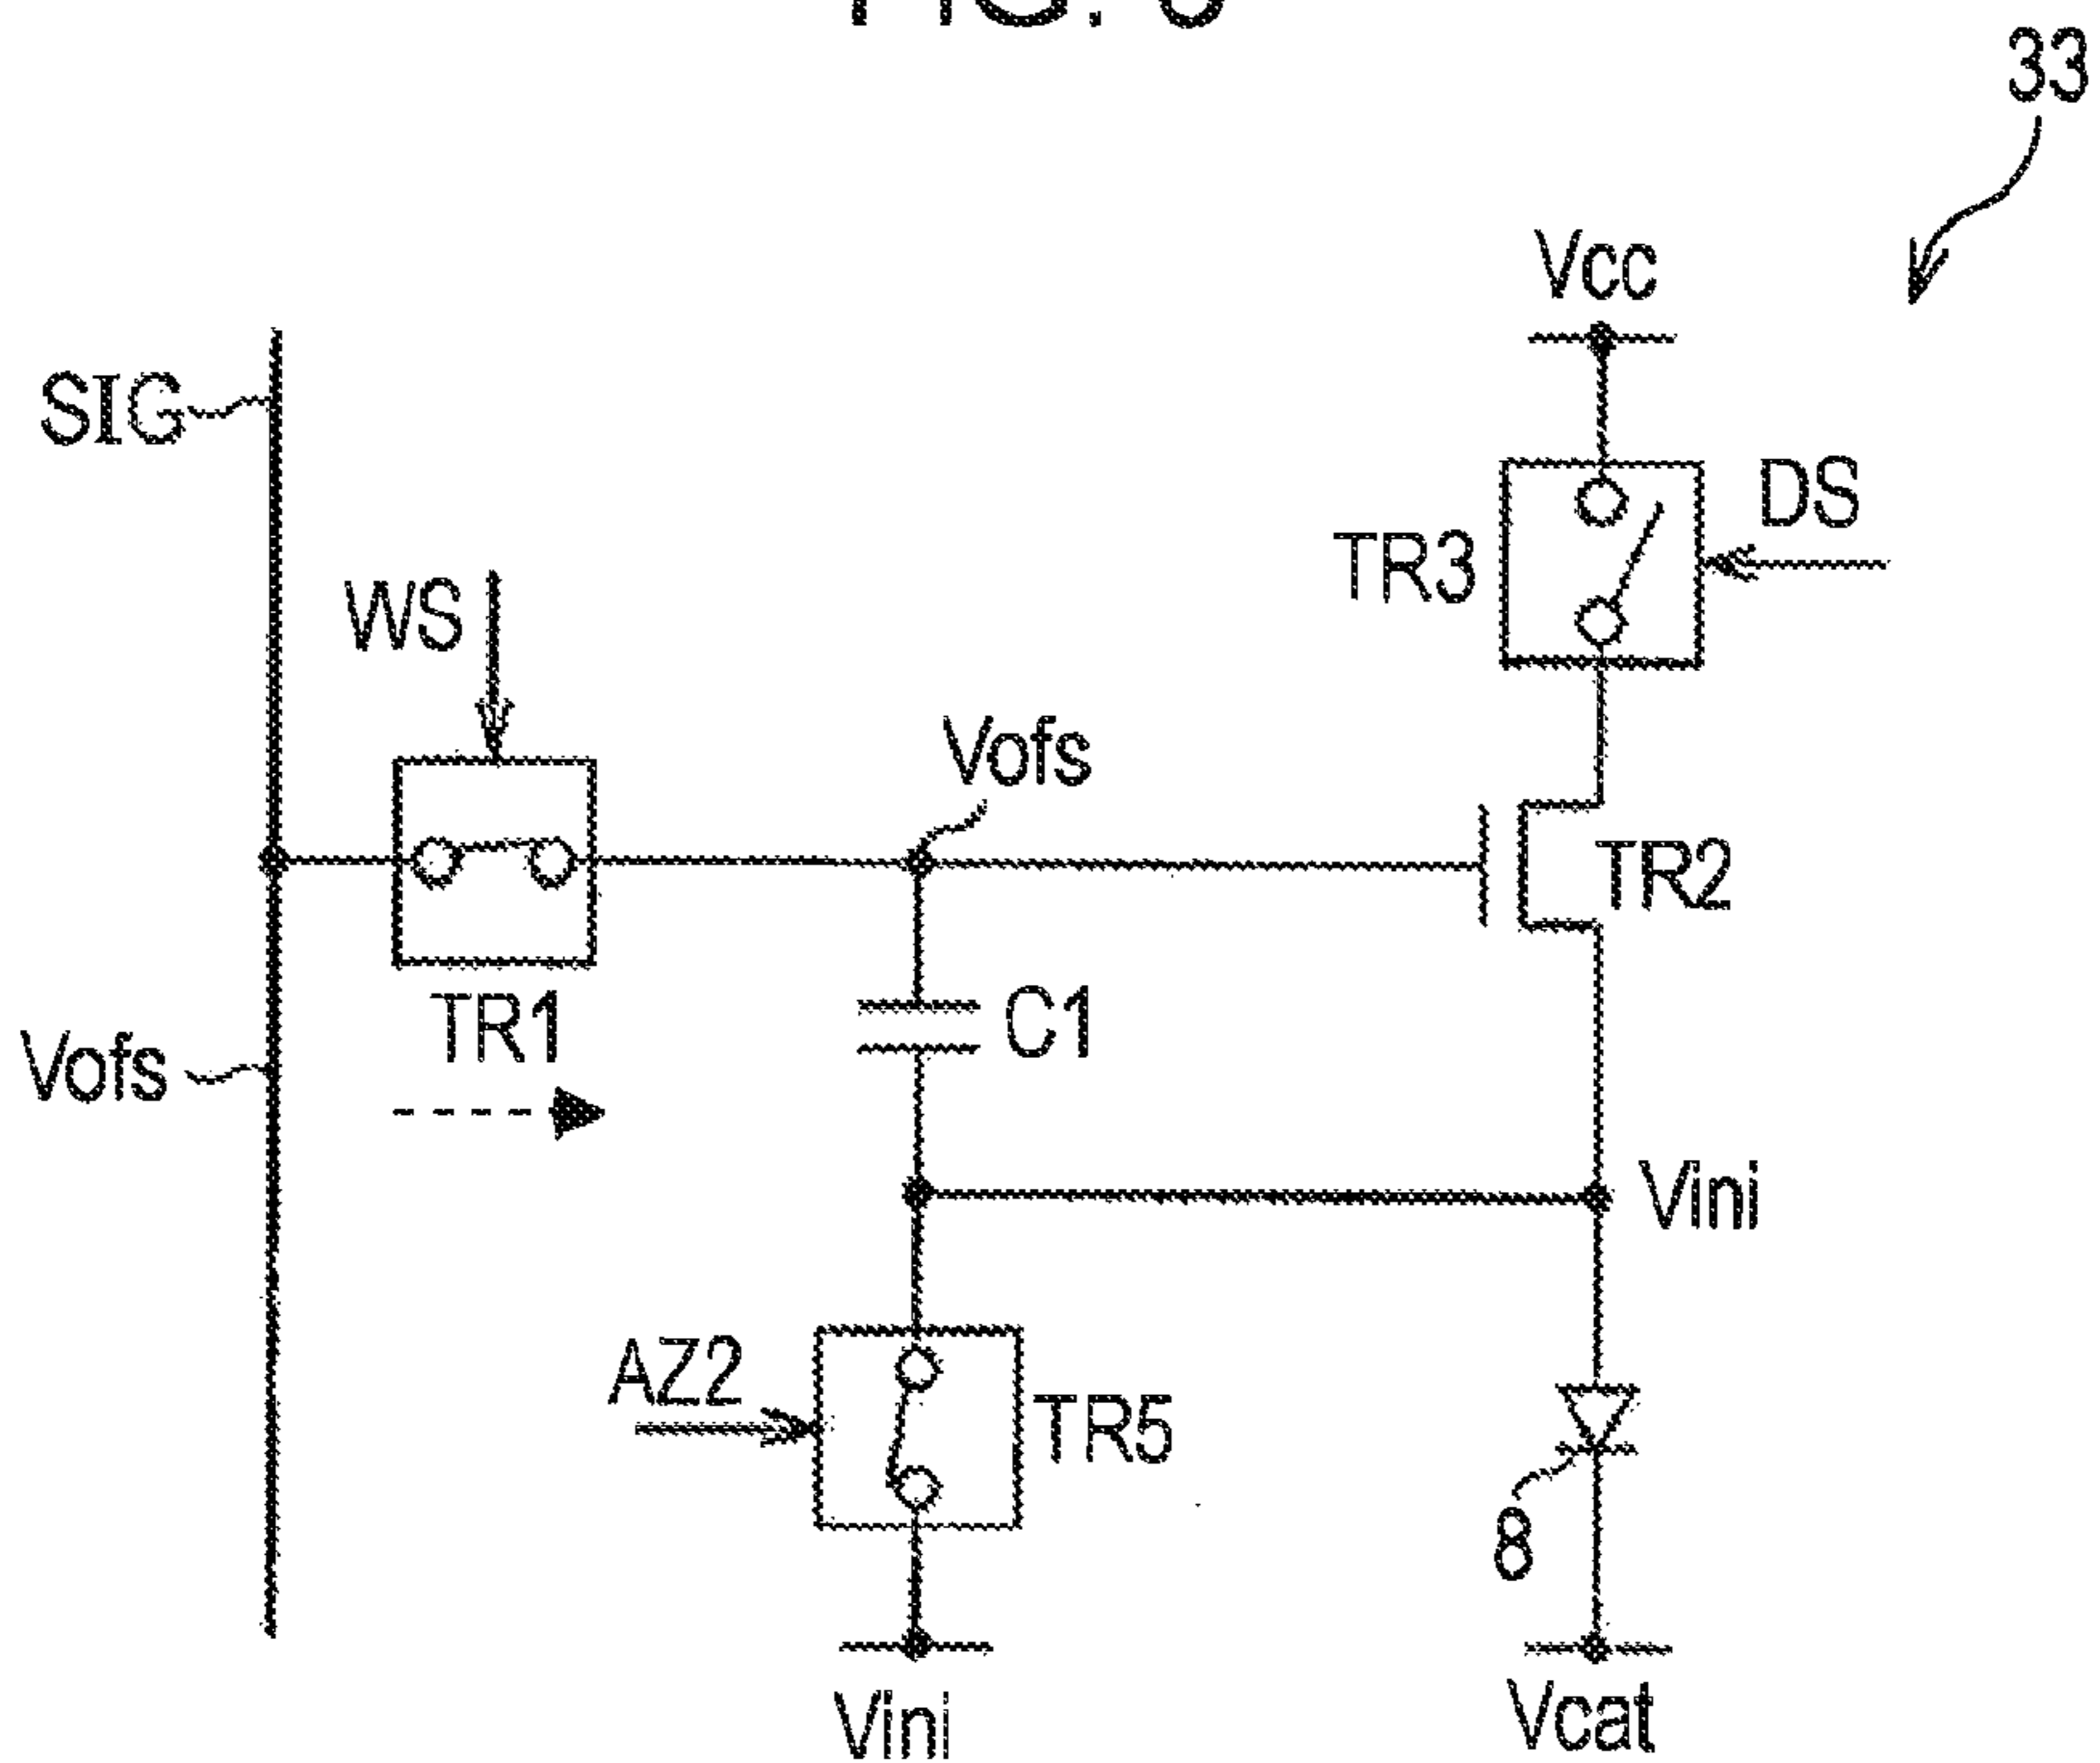 33
Vcc
SIG
DS
TR3
WS
Vofs
TR2
TR1
C1
Vofs
Vini
AZ2
TR5
8
Vini
Vcat